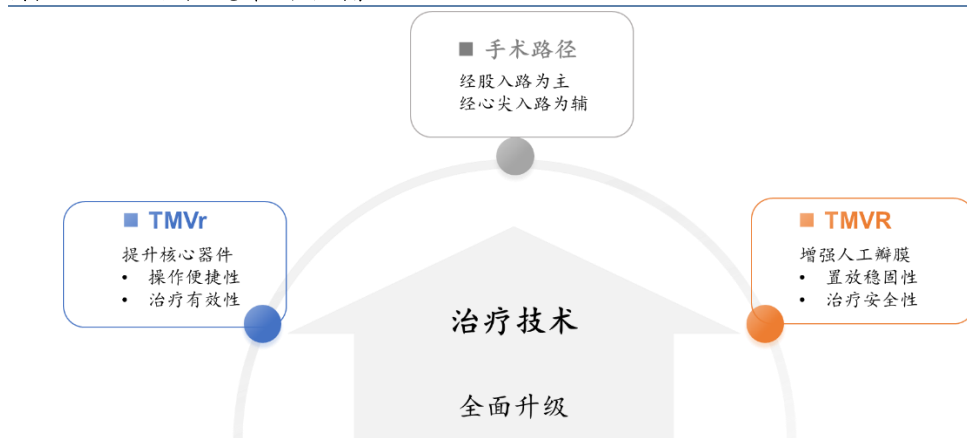 ■ 手术路径
经股入路为主
经心尖入路为辅
■ TMVr
提升核心器件
• 操作便捷性
• 治疗有效性
■ TMVR
增强人工瓣膜
• 置放稳固性
• 治疗安全性
治疗技术
全面升级